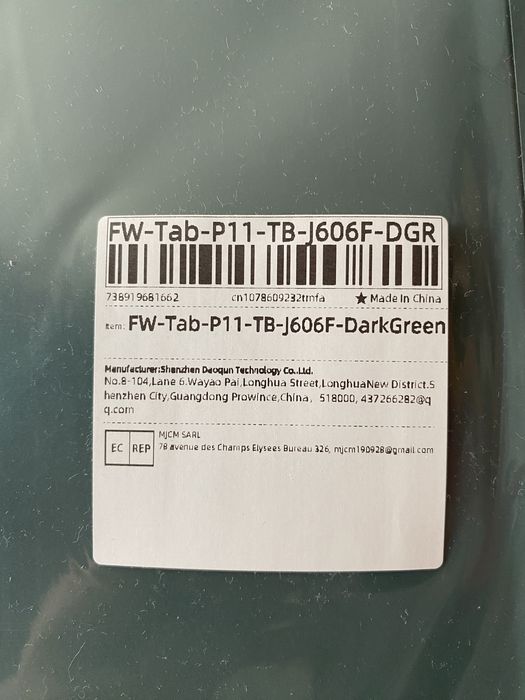 FW-Tab-P11-TB-J606F-DGR
738919681662 cn1078609232tmfa ★ Made In China
Item: FW-Tab-P11-TB-J606F-DarkGreen
Manufacturer:Shenzhen Daoqun Technology Co.,Ltd.
No.8-104,Lane 6.Wayao Pai,Longhua Street,LonghuaNew District.S
henzhen City,Guangdong Prowince,China, 518000, 437266282@q
q.com
EC REP
MJCM SARL
78 avenue des Champs Elysees Bureau 326, mjcm190928@gmail.com